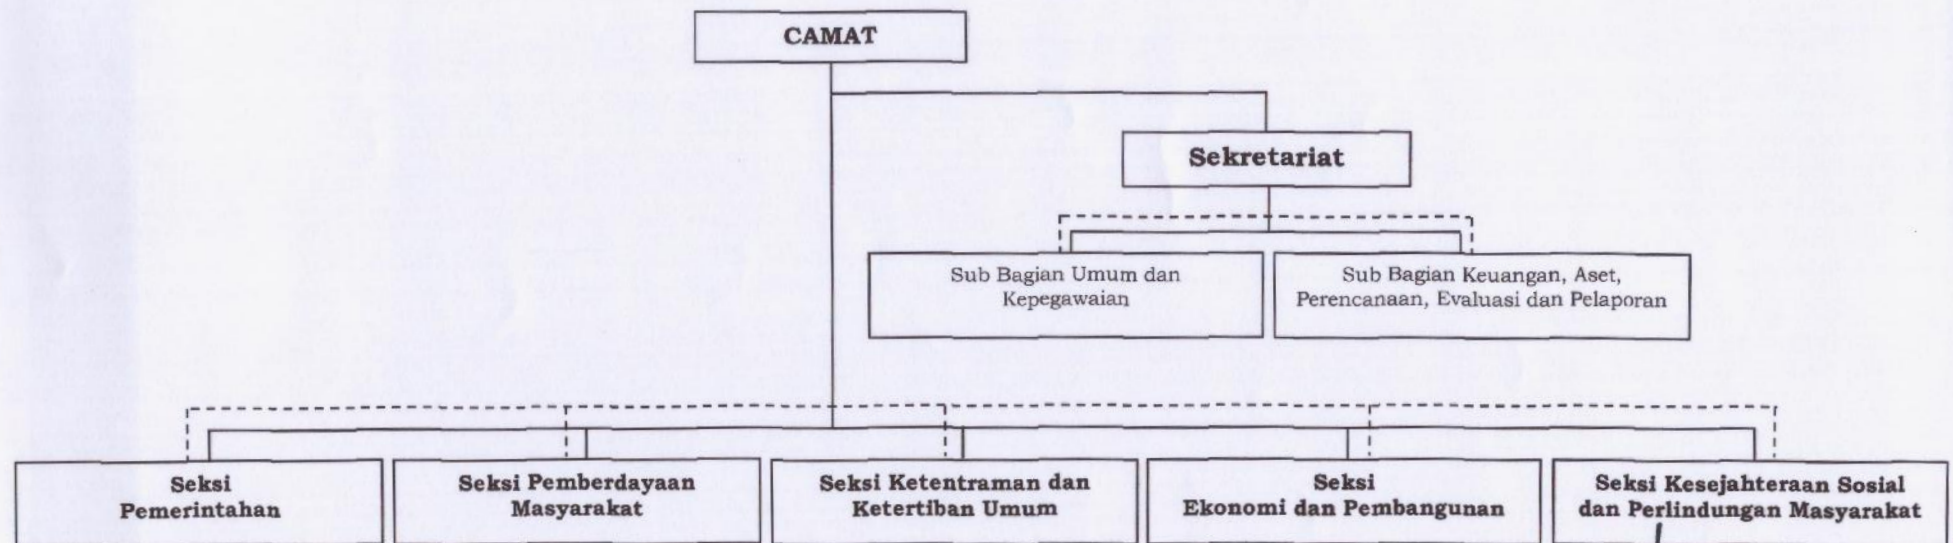 CAMAT
Sekretariat
Sub Bagian Umum dan
Kepegawaian
Sub Bagian Keuangan, Aset,
Perencanaan, Evaluasi dan Pelaporan
Seksi
Pemerintahan
Seksi Pemberdayaan
Masyarakat
Seksi Ketentraman dan
Ketertiban Umum
Seksi
Ekonomi dan Pembangunan
Seksi Kesejahteraan Sosial
dan Perlindungan Masyarakat